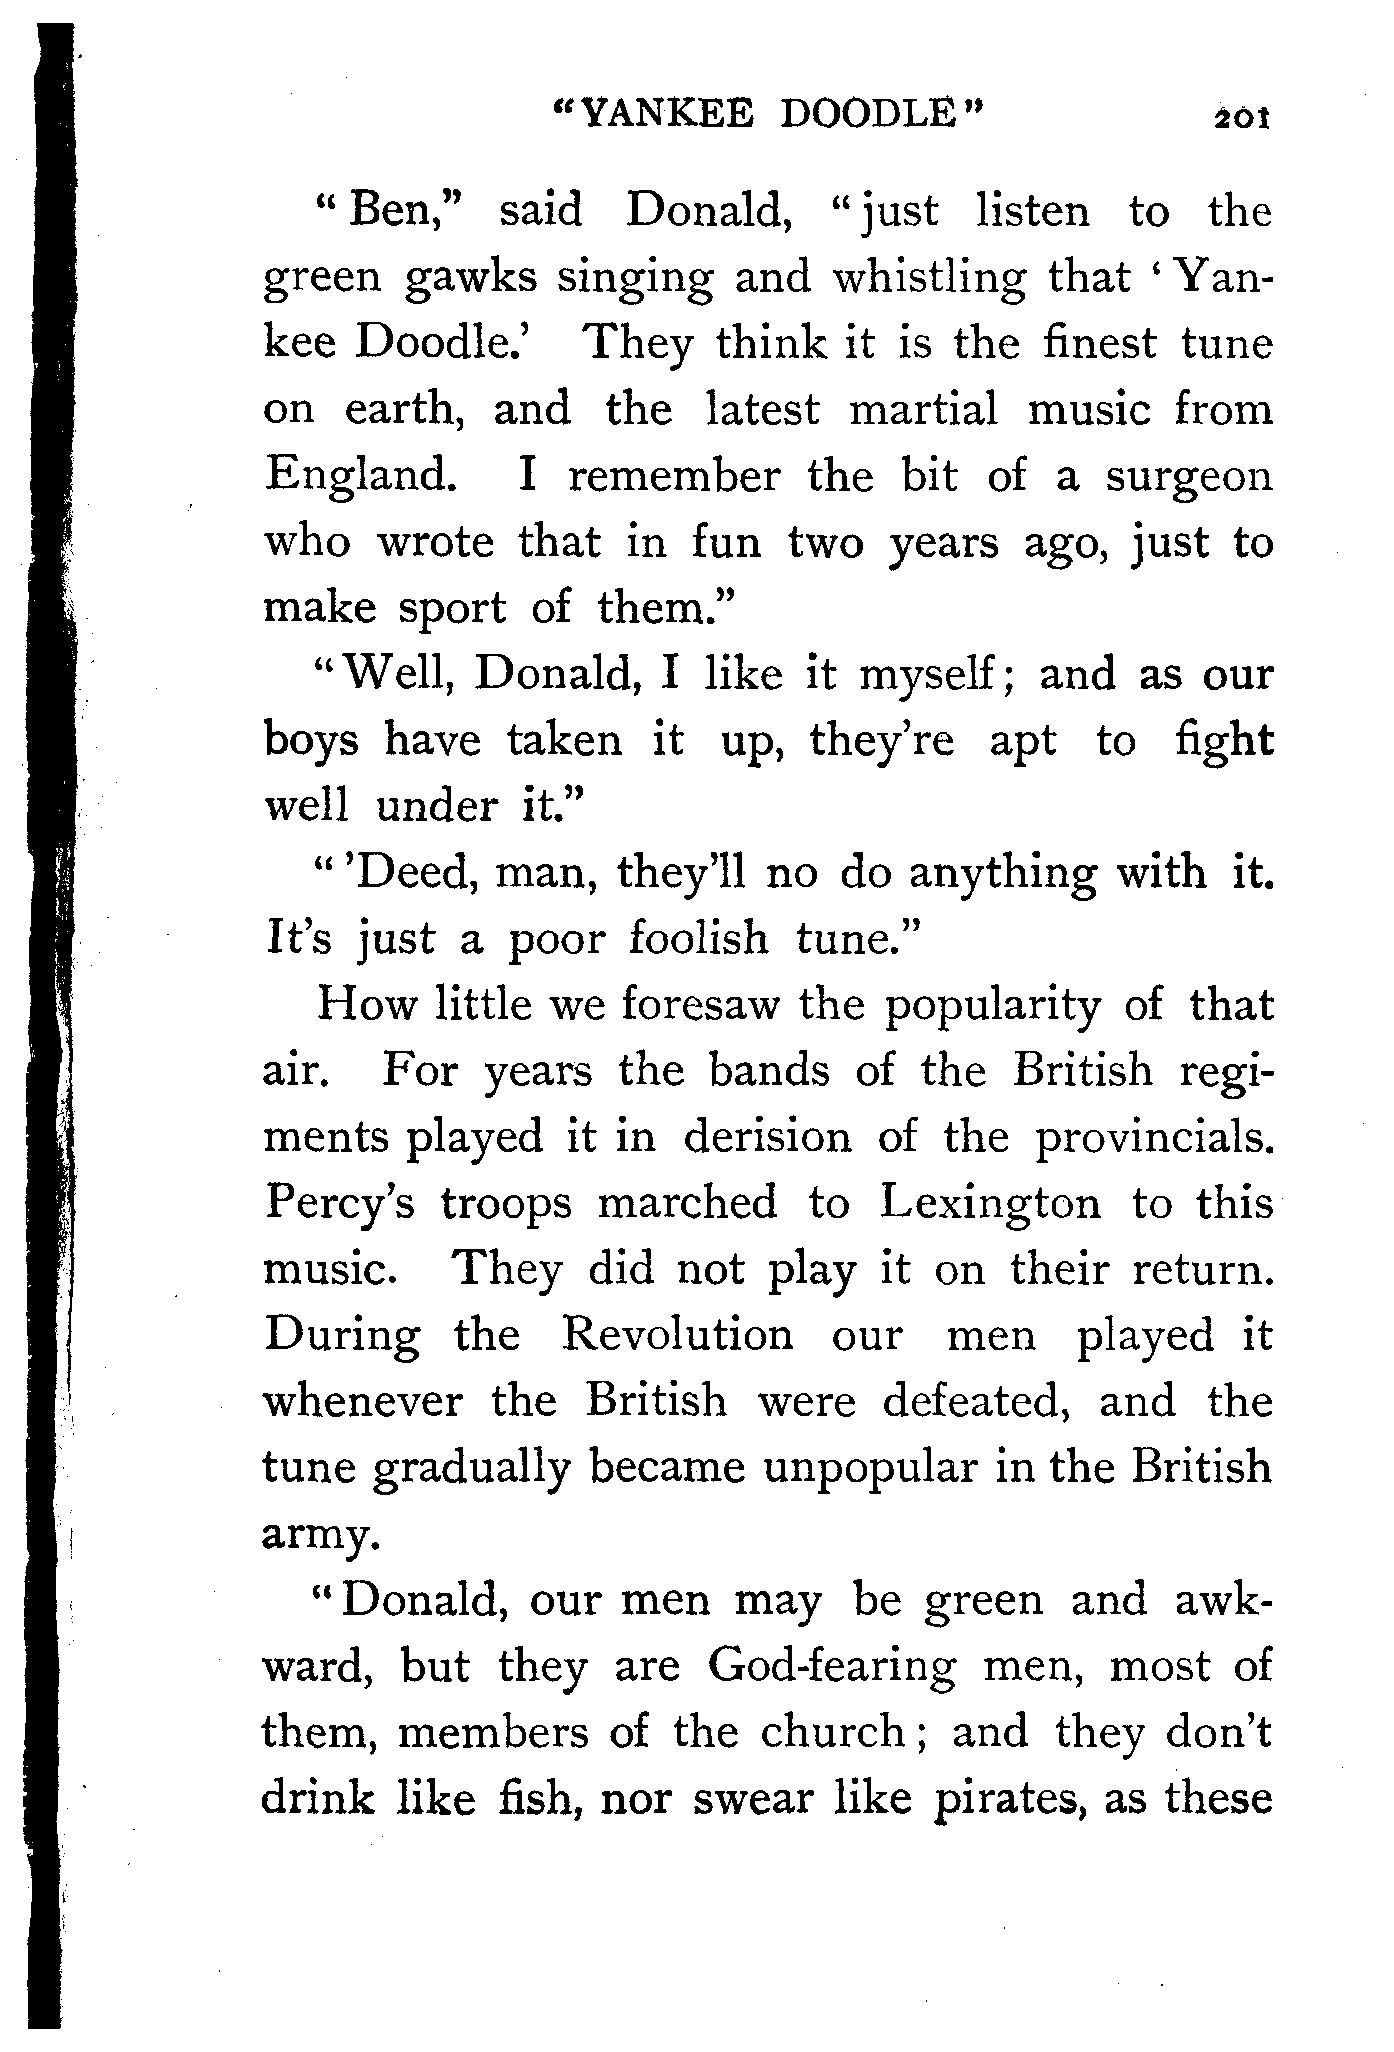 "YANKEE DOODLE" 201
"Ben," said Donald, "just listen to the
green gawks singing and whistling that 'Yan-
kee Doodle.' They think it is the finest tune
on earth, and the latest martial music from
England. I remember the bit of a surgeon
who wrote that in fun two years ago, just to
make sport of them."
"Well, Donald, I like it myself; and as our
boys have taken it up, they're apt to fight
well under it."
"'Deed, man, they'll no do anything with it.
It's just a poor foolish tune."
How little we foresaw the popularity of that
air. For years the bands of the British regi-
ments played it in derision of the provincials.
Percy's troops marched to Lexington to this
music. They did not play it on their return.
During the Revolution our men played it
whenever the British were defeated, and the
tune gradually became unpopular in the British
army.
"Donald, our men may be green and awk-
ward, but they are God-fearing men, most of
them, members of the church; and they don't
drink like fish, nor swear like pirates, as these